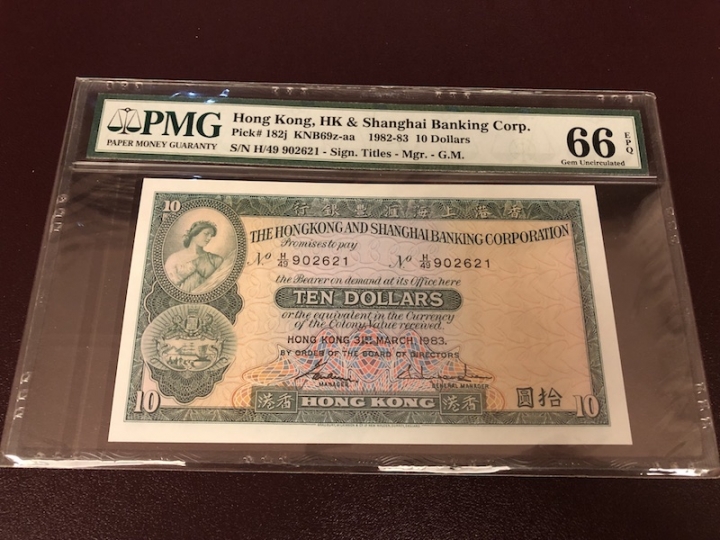 PMG
PAPER MONEY GUARANTY
Hong Kong, HK & Shanghai Banking Corp.
Pick# 182j KNB69z-aa 1982-83 10 Dollars
S/N H/49 902621 - Sign. Titles - Mgr. - G.M.
66 EPQ
Gem Uncirculated
10
行銀豐滙海上港香
THE HONGKONG AND SHANGHAI BANKING CORPORATION
Promises to pay
No H/49 902621 No H/49 902621
the Bearer on demand at its Office here
TEN DOLLARS
or the equivalent in the Currency
of the Colony, Value received.
HONG KONG 31ST MARCH, 1983.
BY ORDER OF THE BOARD OF DIRECTORS
MANAGER GENERAL MANAGER
10 港香 HONG KONG 港香 圓拾 10